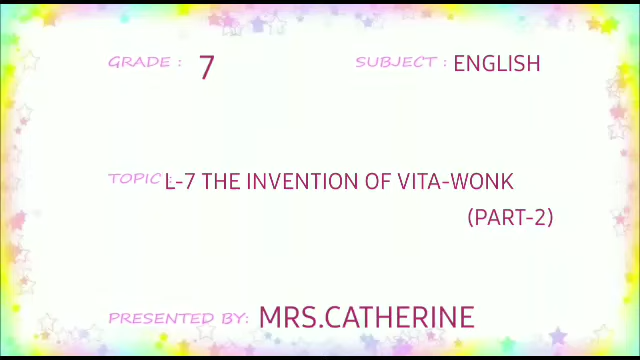 GRADE : 7 SUBJECT : ENGLISH
TOPIC : L-7 THE INVENTION OF VITA-WONK
(PART-2)
PRESENTED BY: MRS.CATHERINE